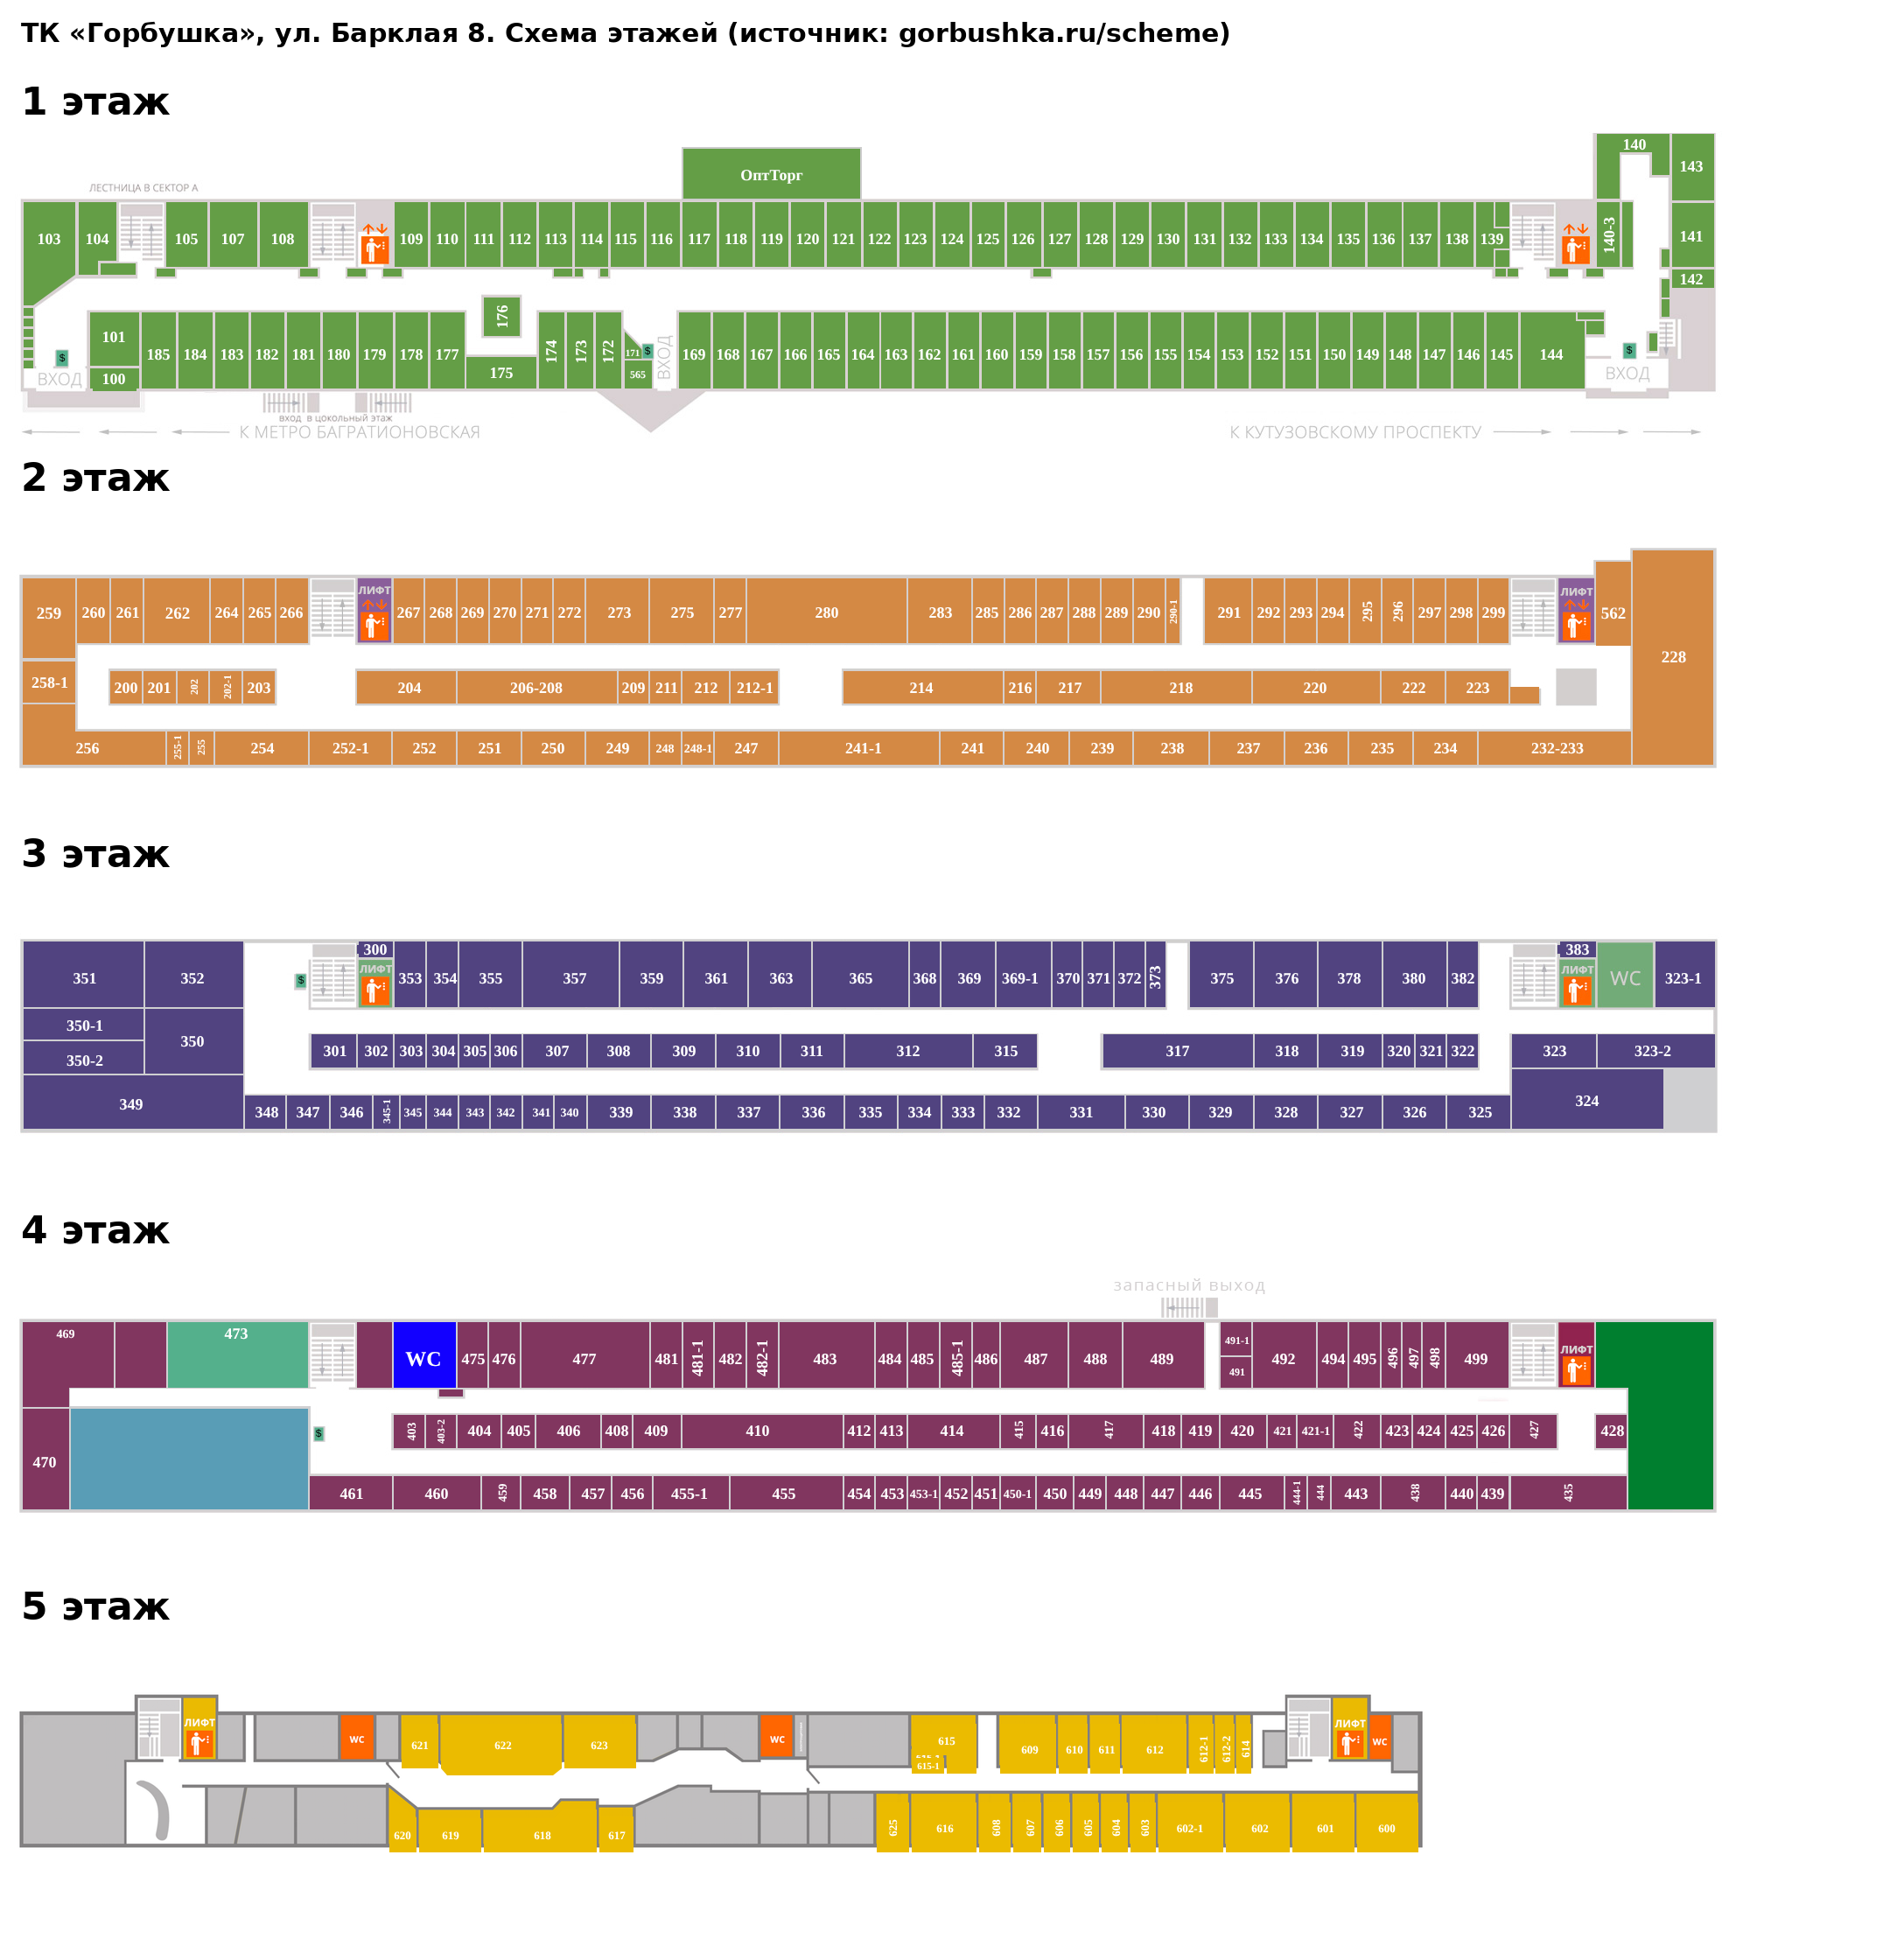 ТК «Горбушка», ул. Барклая 8. Схема этажей (источник: gorbushka.ru/scheme)
1 этаж
140 143
ОптТорг
ЛЕСТНИЦА В СЕКТОР А
103 104 105 107 108 109 110 111 112 113 114 115 116 117 118 119 120 121 122 123 124 125 126 127 128 129 130 131 132 133 134 135 136 137 138 139 140-3 141
142
176
101 185 184 183 182 181 180 179 178 177 175 174 173 172 171 $ ВХОД 169 168 167 166 165 164 163 162 161 160 159 158 157 156 155 154 153 152 151 150 149 148 147 146 145 144 $
$
ВХОД 100 565 ВХОД
вход в цокольный этаж
К МЕТРО БАГРАТИОНОВСКАЯ К КУТУЗОВСКОМУ ПРОСПЕКТУ
2 этаж
ЛИФТ ЛИФТ
259 260 261 262 264 265 266 267 268 269 270 271 272 273 275 277 280 283 285 286 287 288 289 290 290-1 291 292 293 294 295 296 297 298 299 562
228
258-1 200 201 202 202-1 203 204 206-208 209 211 212 212-1 214 216 217 218 220 222 223
256 255-1 255 254 252-1 252 251 250 249 248 248-1 247 241-1 241 240 239 238 237 236 235 234 232-233
3 этаж
300 383
ЛИФТ ЛИФТ
351 352 $ 353 354 355 357 359 361 363 365 368 369 369-1 370 371 372 373 375 376 378 380 382 WC 323-1
350-1
350 301 302 303 304 305 306 307 308 309 310 311 312 315 317 318 319 320 321 322 323 323-2
350-2
349 348 347 346 345-1 345 344 343 342 341 340 339 338 337 336 335 334 333 332 331 330 329 328 327 326 325 324
4 этаж
запасный выход
469 473 491-1
ЛИФТ
WC 475 476 477 481 481-1 482 482-1 483 484 485 485-1 486 487 488 489 491 492 494 495 496 497 498 499
$ 403 403-2 404 405 406 408 409 410 412 413 414 415 416 417 418 419 420 421 421-1 422 423 424 425 426 427 428
470
461 460 459 458 457 456 455-1 455 454 453 453-1 452 451 450-1 450 449 448 447 446 445 444-1 444 443 438 440 439 435
5 этаж
ЛИФТ ЛИФТ
WC 621 622 623 WC 615 609 610 611 612 612-1 612-2 614 WC
615-1
620 619 618 617 625 616 608 607 606 605 604 603 602-1 602 601 600